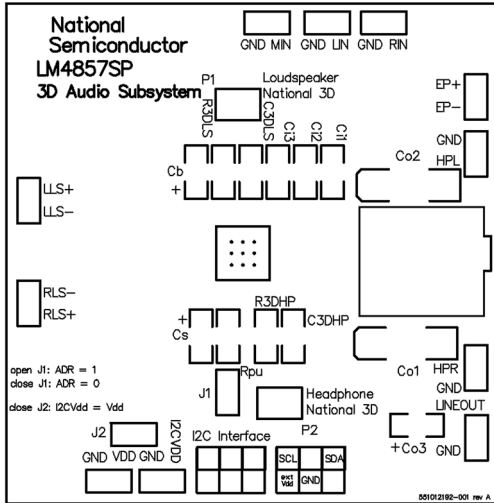 National
Semiconductor
LM4857SP
3D Audio Subsystem
GND MIN GND LIN GND RIN
P1
Loudspeaker
National 3D
EP+
EP-
R3DLS
C3DLS
Ci3
Ci2
Ci1
GND
HPL
Cb
+
Co2
LLS+
LLS-
RLS-
RLS+
+
Cs
R3DHP
C3DHP
Rpu
Co1
HPR
GND
open J1: ADR = 1
close J1: ADR = 0
close J2: I2CVdd = Vdd
J1
Headphone
National 3D
LINEOUT
J2
I2CVDD
I2C Interface
P2
+Co3
GND
GND VDD GND
SCL SDA
ext
Vdd
GND
551012192-001 rev A